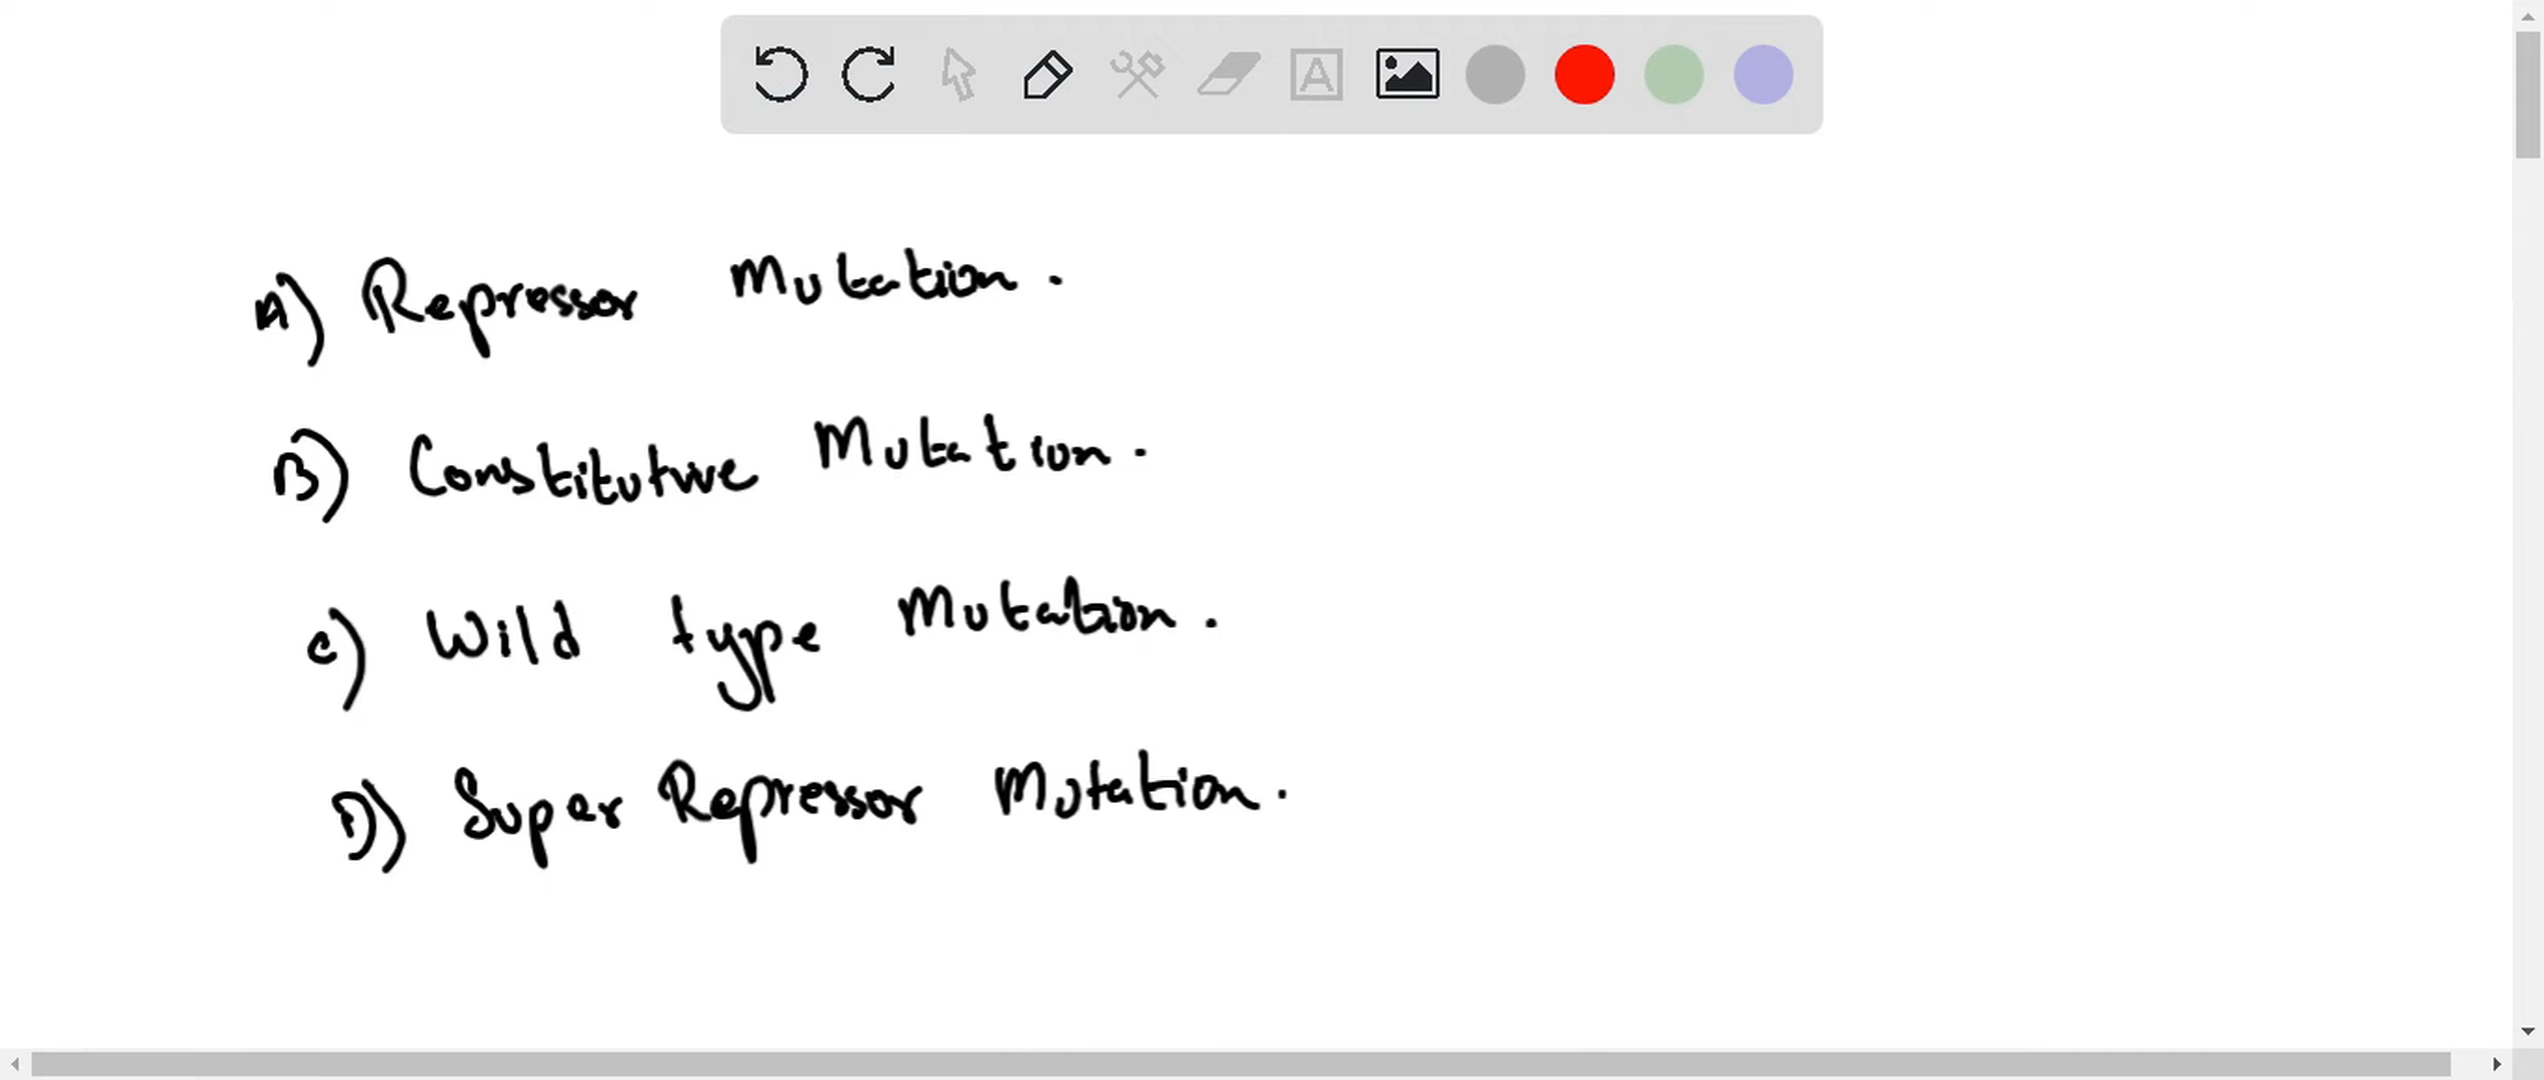 A) Repressor Mutation.
B) Constitutive Mutation.
C) Wild type Mutation.
D) Super Repressor Mutation.